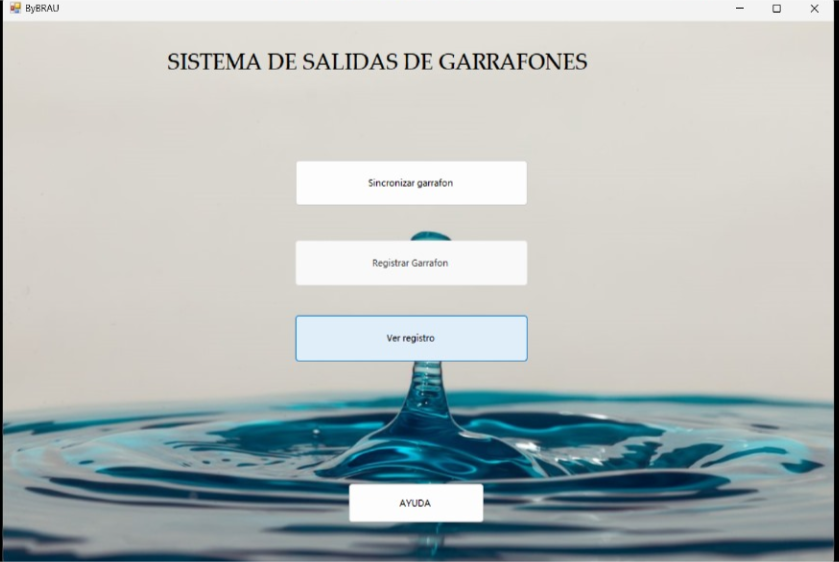 ByBRAU
SISTEMA DE SALIDAS DE GARRAFONES
Sincronizar garrafon
Registrar Garrafon
Ver registro
AYUDA